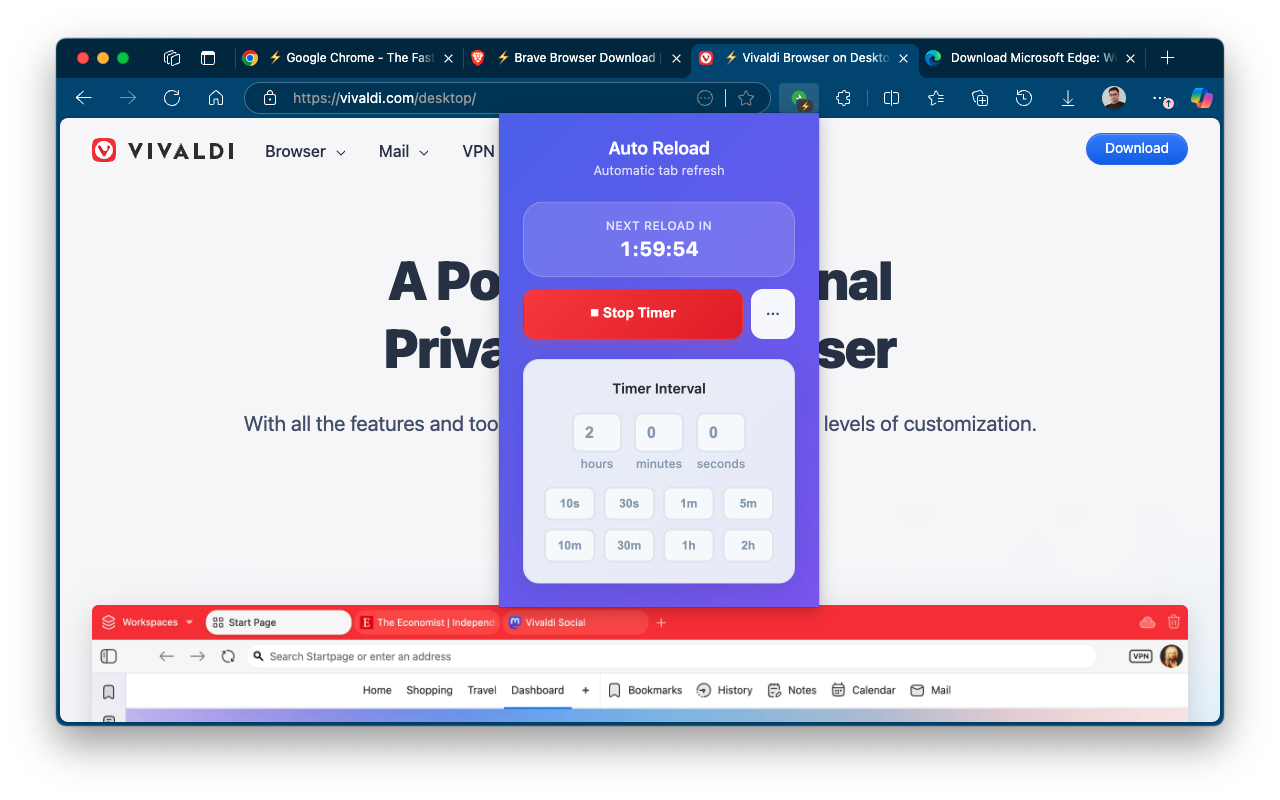 ⚡ Google Chrome - The Fast
⚡ Brave Browser Download
⚡ Vivaldi Browser on Deskto
Download Microsoft Edge: W
https://vivaldi.com/desktop/
VIVALDI
Browser
Mail
VPN
Download
Auto Reload
Automatic tab refresh
NEXT RELOAD IN
1:59:54
■ Stop Timer
...
A Po
nal
Priva
ser
With all the features and too
levels of customization.
Timer Interval
2 0 0
hours minutes seconds
10s 30s 1m 5m
10m 30m 1h 2h
Workspaces
Start Page
E The Economist | Independ
Vivaldi Social
Search Startpage or enter an address
VPN
Home Shopping Travel Dashboard + Bookmarks History Notes Calendar Mail